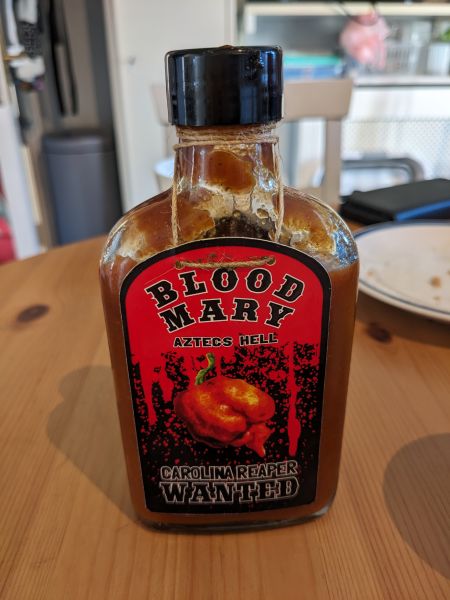 BLOOD
MARY
AZTECS HELL
CAROLINA REAPER
WANTED